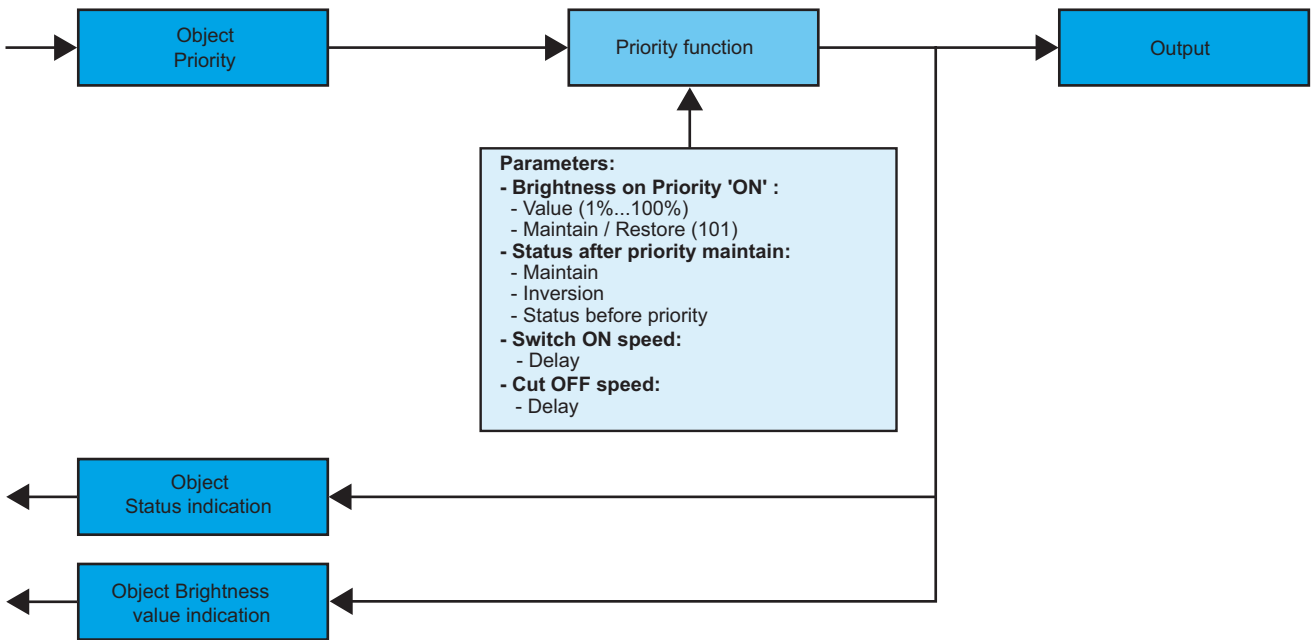 Object
Priority
Priority function
Output
Parameters:
- Brightness on Priority 'ON' :
- Value (1%...100%)
- Maintain / Restore (101)
- Status after priority maintain:
- Maintain
- Inversion
- Status before priority
- Switch ON speed:
- Delay
- Cut OFF speed:
- Delay
Object
Status indication
Object Brightness
value indication